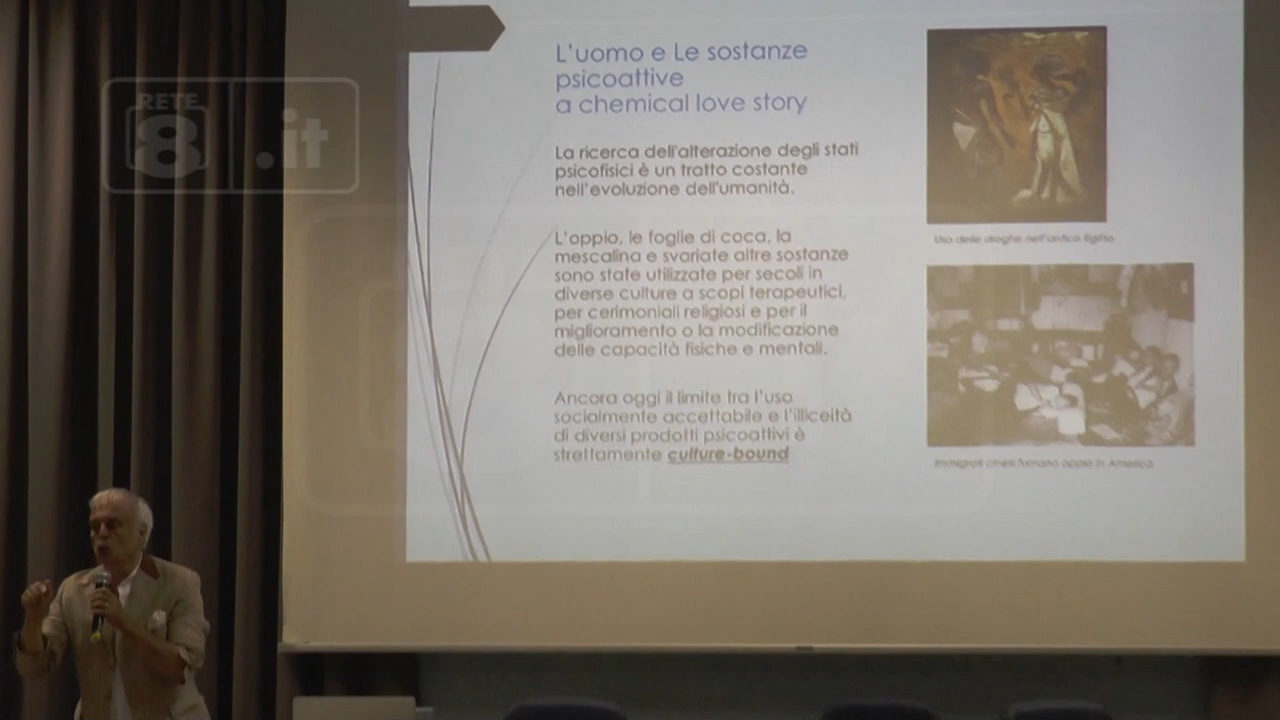 RETE
8
.it
L'uomo e Le sostanze
psicoattive
a chemical love story
La ricerca dell'alterazione degli stati
psicofisici è un tratto costante
nell'evoluzione dell'umanità.
L'oppio, le foglie di coca, la
mescalina e svariate altre sostanze
sono state utilizzate per secoli in
diverse culture a scopi terapeutici,
per cerimoniali religiosi e per il
miglioramento o la modificazione
delle capacità fisiche e mentali.
Ancora oggi il limite tra l'uso
socialmente accettabile e l'illiceità
di diversi prodotti psicoattivi è
strettamente culture-bound
Uso delle droghe nell'antico Egitto
Immigrati cinesi fumano oppio in America